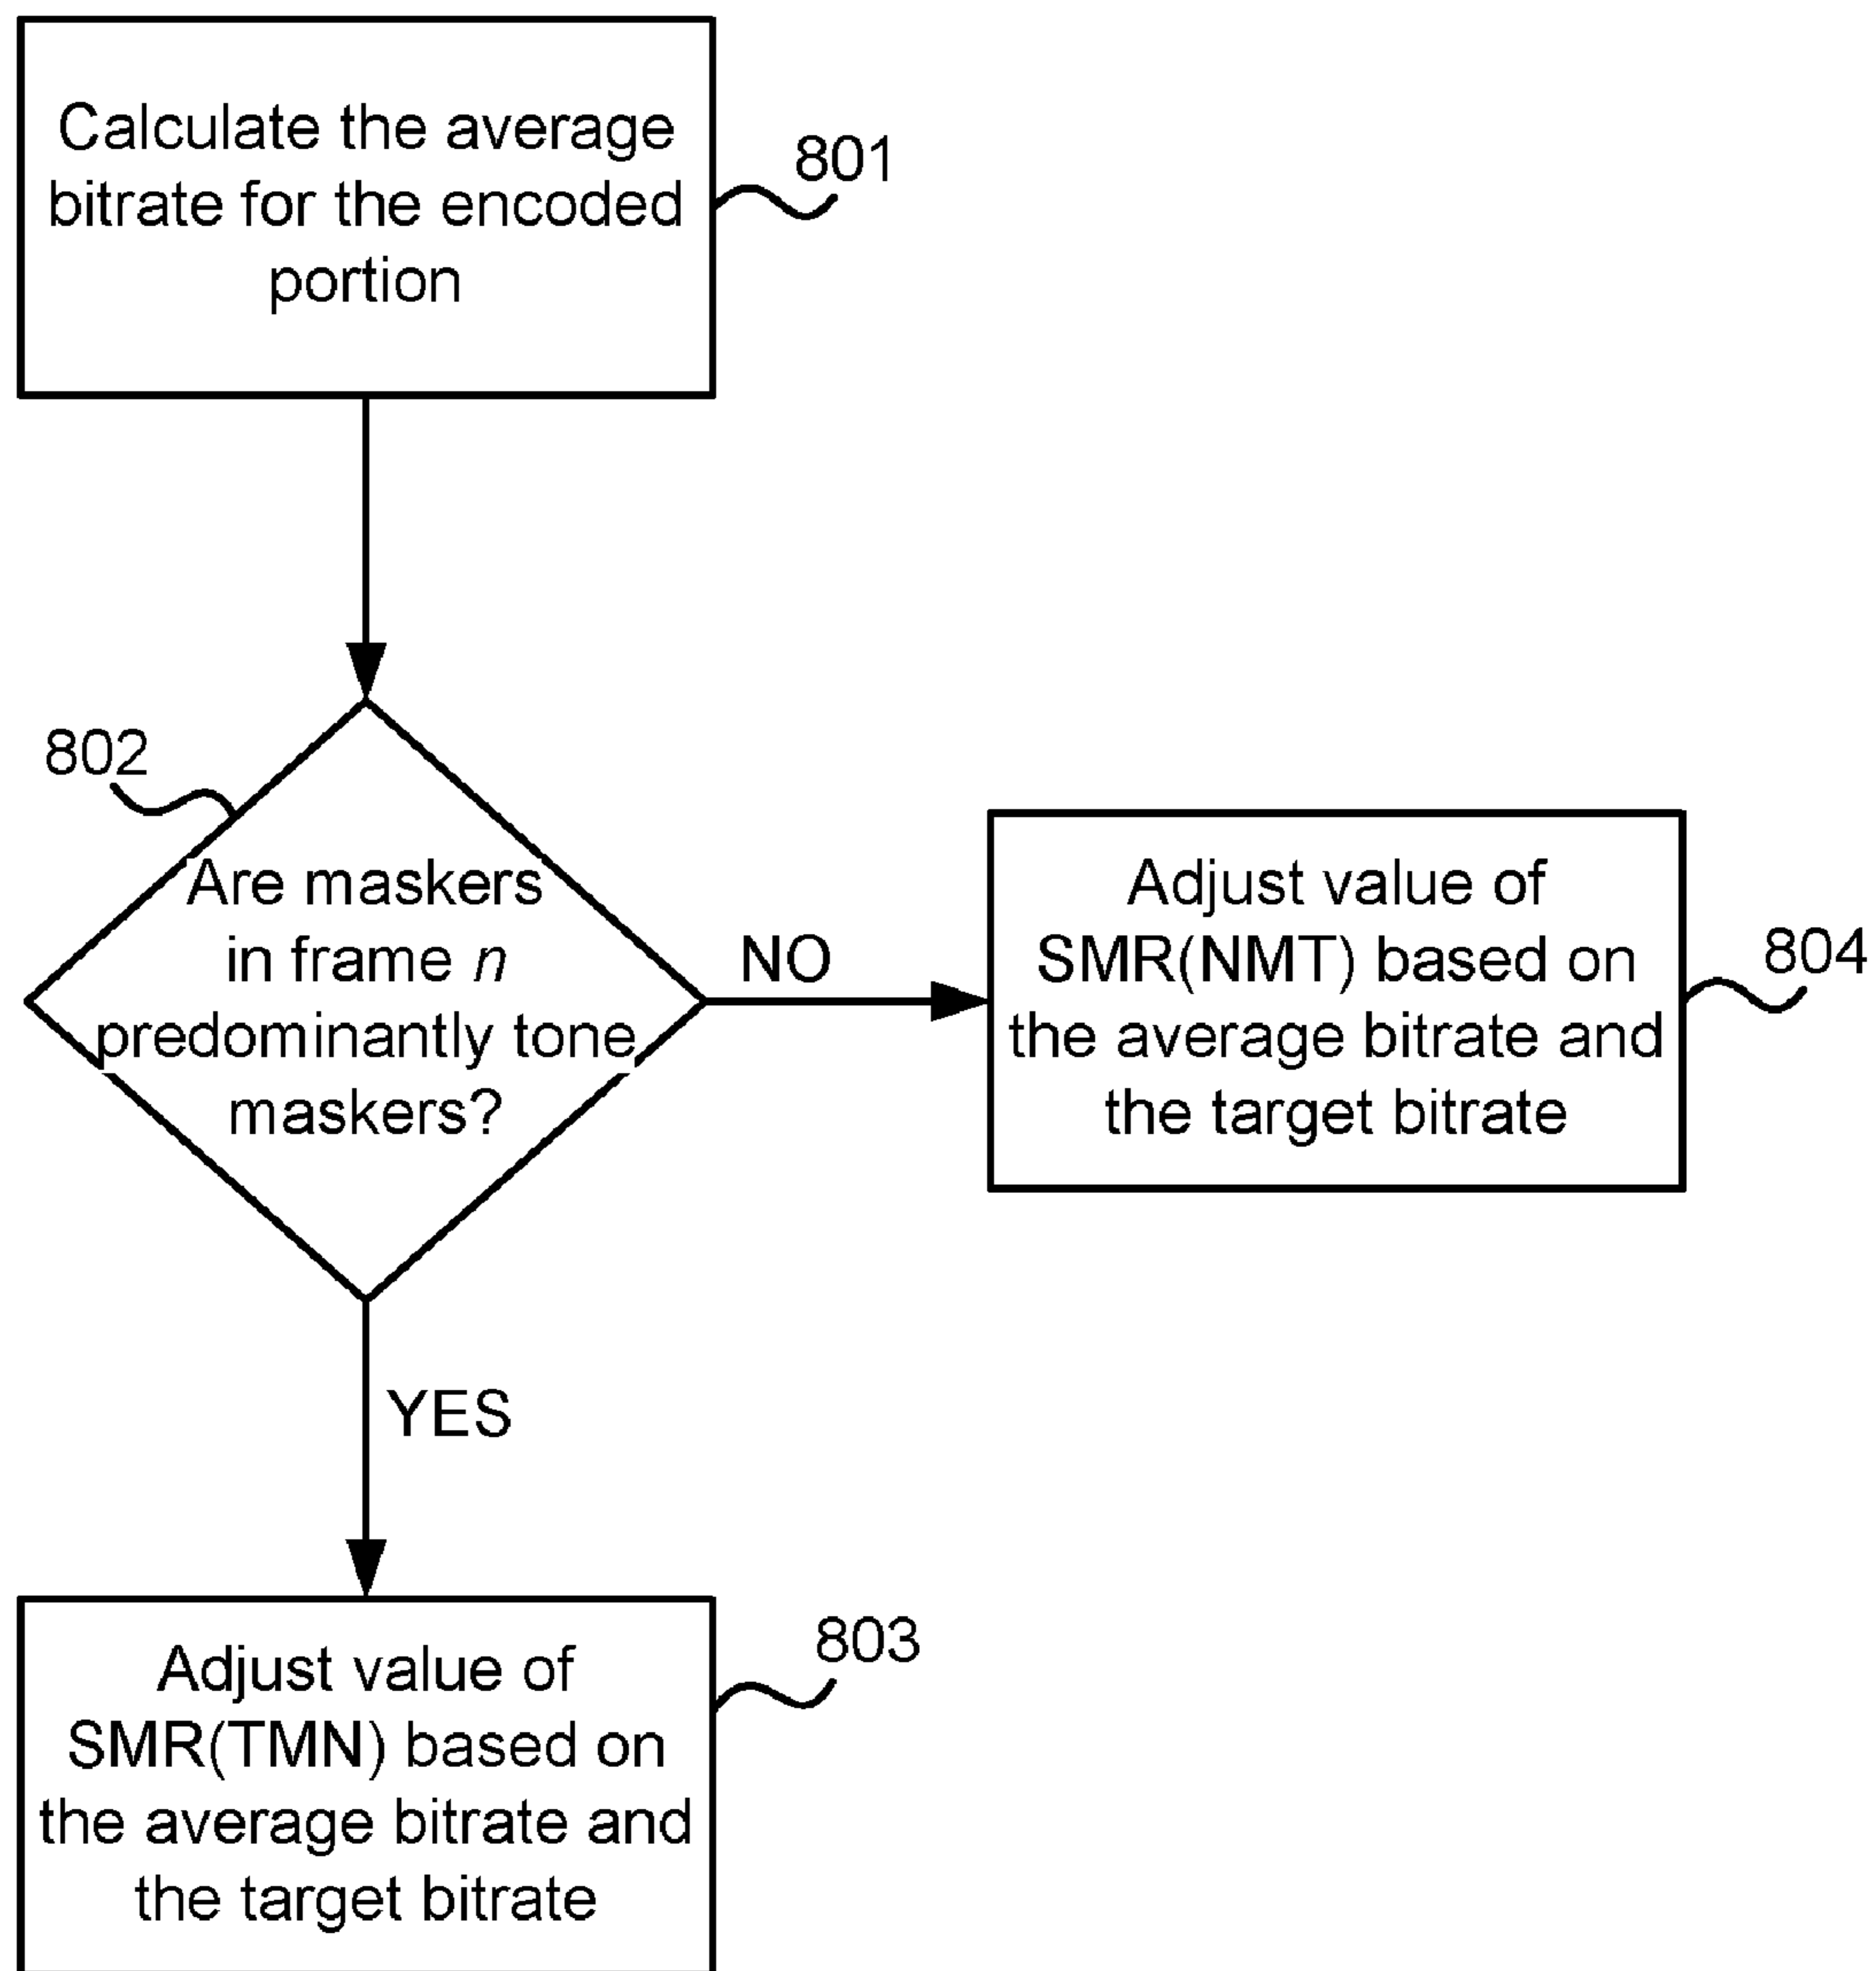 Calculate the average
bitrate for the encoded
portion
801
802
Are maskers
in frame n
predominantly tone
maskers?
NO
Adjust value of
SMR(NMT) based on
the average bitrate and
the target bitrate
804
YES
Adjust value of
SMR(TMN) based on
the average bitrate and
the target bitrate
803